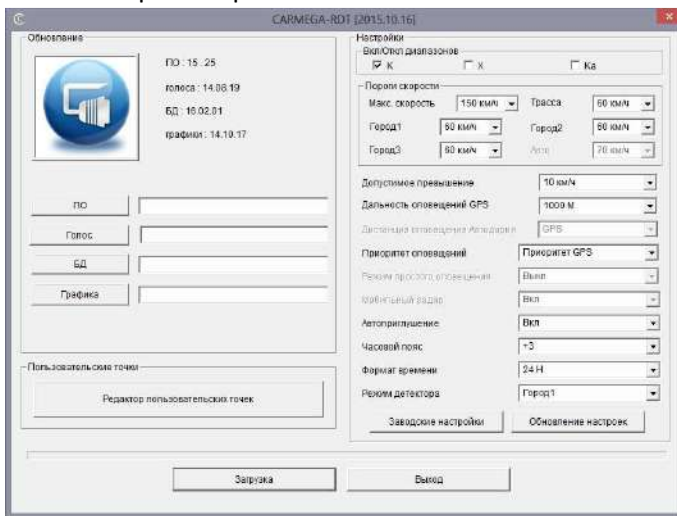 CARMEGA-RDT [2015.10.16]
Обновление
ПО : 15 . 25
голоса : 14.08.19
БД : 16.02.01
графики : 14.10.17
ПО
Голос
БД
Графика
Пользовательские точки
Редактор пользовательских точек
Настройки
Вкл/Откл диапазонов
K X Ka
Пороги скорости
Макс. скорость 150 км/ч Трасса 60 км/ч
Город1 60 км/ч Город2 60 км/ч
Город3 60 км/ч Авто 70 км/ч
Допустимое превышение 10 км/ч
Дальность оповещений GPS 1000 М
Дистанция оповещения Автодория GPS
Приоритет оповещений Приоритет GPS
Режим простого оповещения Выкл
Мобильный радар Вкл
Автоприглушение Вкл
Часовой пояс +3
Формат времени 24 H
Режим детектора Город1
Заводские настройки Обновление настроек
Загрузка Выход